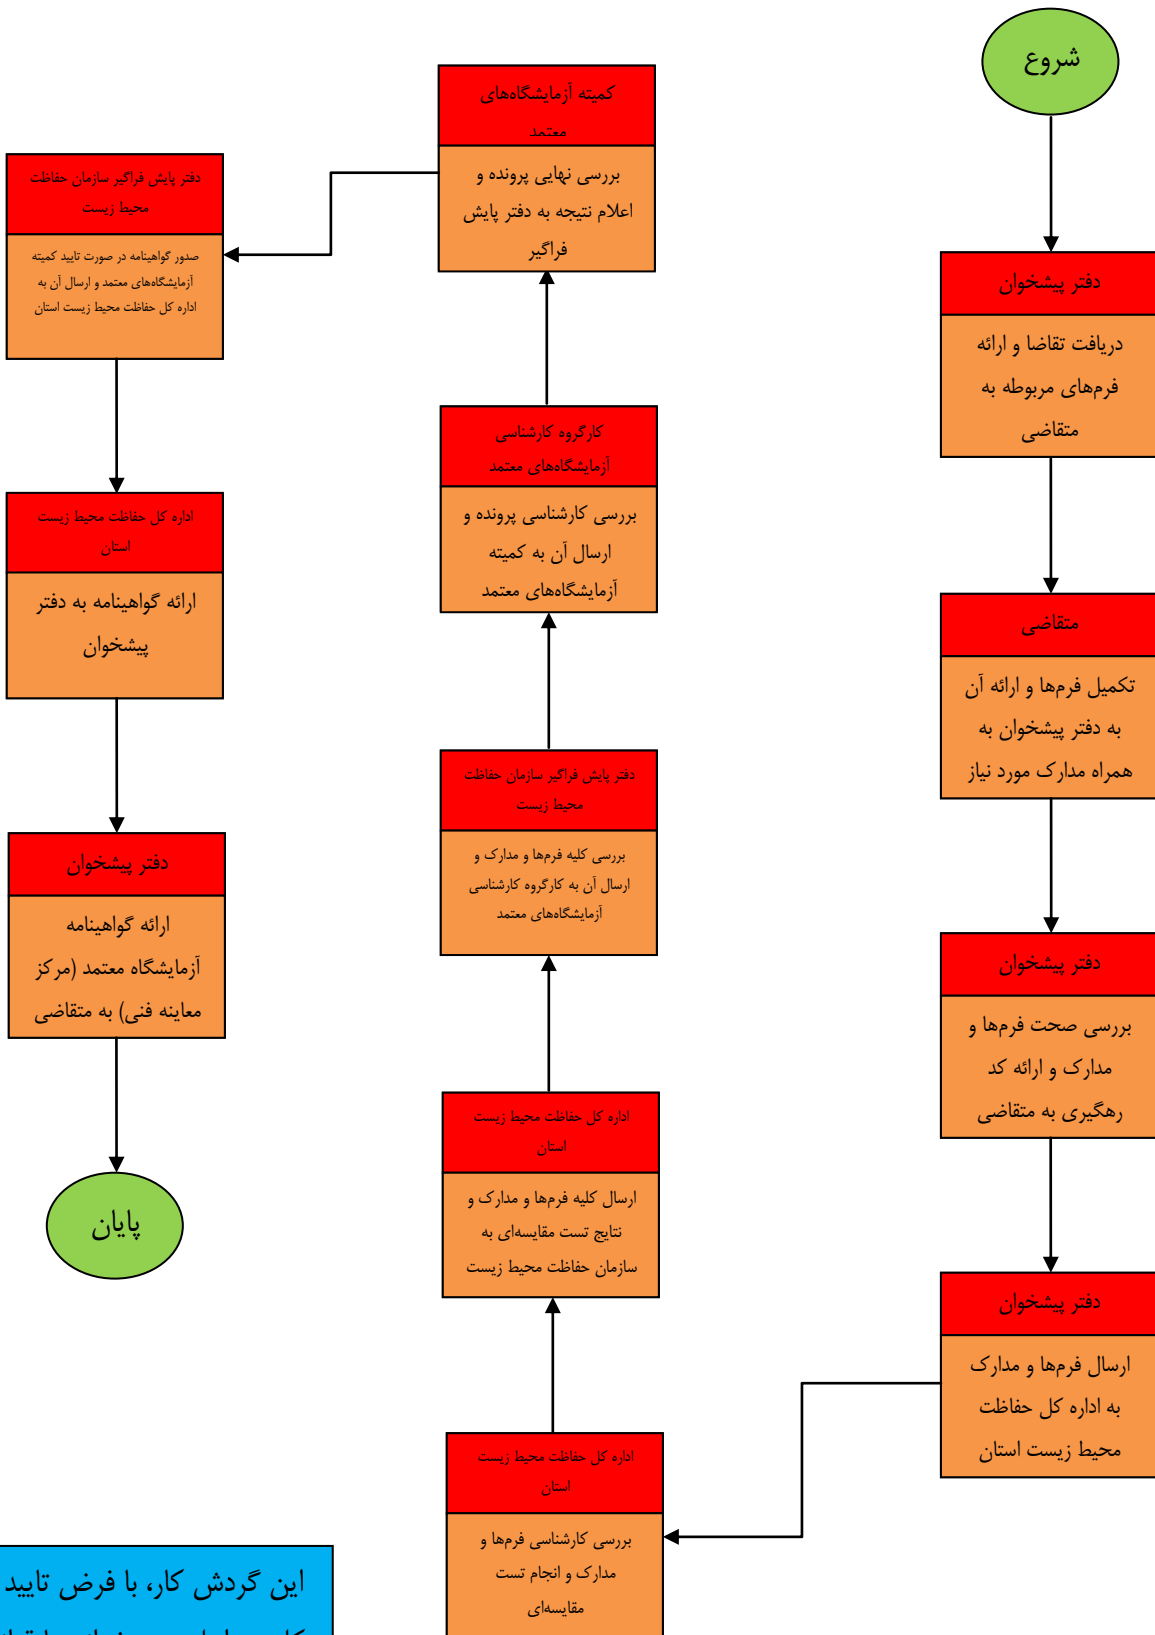 شروع
دفتر پیشخوان
دریافت تقاضا و ارائه
فرم‌های مربوطه به
متقاضی
متقاضی
تکمیل فرم‌ها و ارائه آن
به دفتر پیشخوان به
همراه مدارک مورد نیاز
دفتر پیشخوان
بررسی صحت فرم‌ها و
مدارک و ارائه کد
رهگیری به متقاضی
دفتر پیشخوان
ارسال فرم‌ها و مدارک
به اداره کل حفاظت
محیط زیست استان
اداره کل حفاظت محیط زیست
استان
بررسی کارشناسی فرم‌ها و
مدارک و انجام تست
مقایسه‌ای
اداره کل حفاظت محیط زیست
استان
ارسال کلیه فرم‌ها و مدارک و
نتایج تست مقایسه‌ای به
سازمان حفاظت محیط زیست
دفتر پایش فراگیر سازمان حفاظت
محیط زیست
بررسی کلیه فرم‌ها و مدارک و
ارسال آن به کارگروه کارشناسی
آزمایشگاه‌های معتمد
کارگروه کارشناسی
آزمایشگاه‌های معتمد
بررسی کارشناسی پرونده و
ارسال آن به کمیته
آزمایشگاه‌های معتمد
کمیته آزمایشگاه‌های
معتمد
بررسی نهایی پرونده و
اعلام نتیجه به دفتر پایش
فراگیر
دفتر پایش فراگیر سازمان حفاظت
محیط زیست
صدور گواهینامه در صورت تایید کمیته
آزمایشگاه‌های معتمد و ارسال آن به
اداره کل حفاظت محیط زیست استان
اداره کل حفاظت محیط زیست
استان
ارائه گواهینامه به دفتر
پیشخوان
دفتر پیشخوان
ارائه گواهینامه
آزمایشگاه معتمد (مرکز
معاینه فنی) به متقاضی
پایان
این گردش کار، با فرض تایید